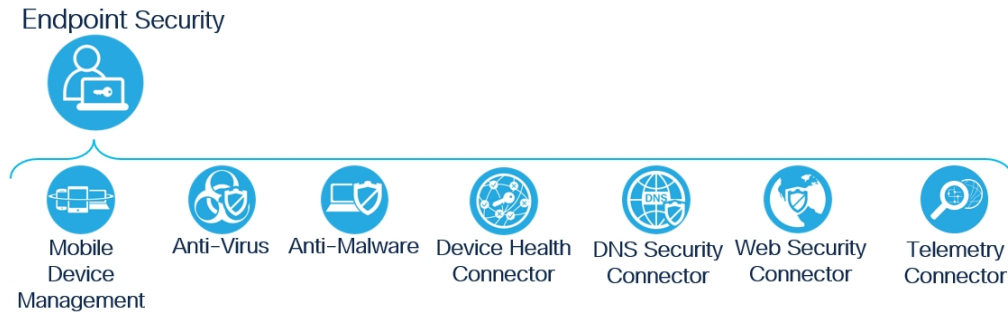 Endpoint Security
DNS
Mobile
Device
Management
Anti-Virus
Anti-Malware
Device Health
Connector
DNS Security
Connector
Web Security
Connector
Telemetry
Connector